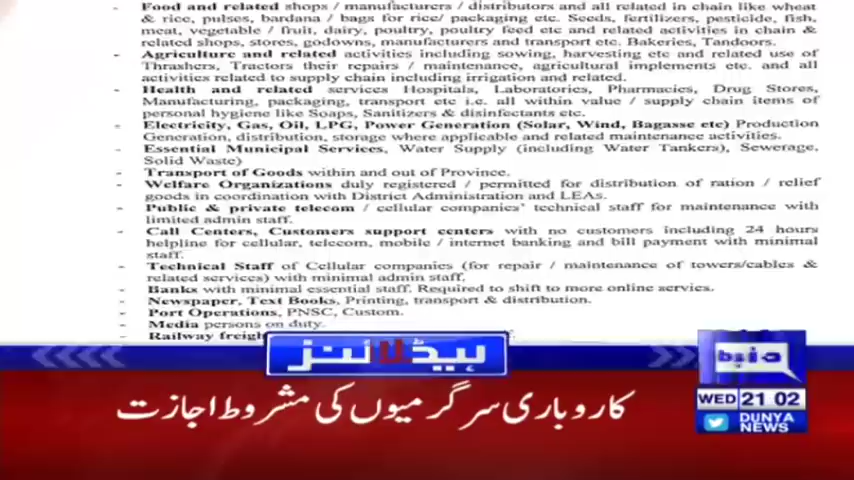 - Food and related shops / manufacturers / distributors and all related in chain like wheat
& rice, pulses, bardana / bags for rice/ packaging etc. Seeds, fertilizers, pesticide, fish,
meat, vegetable / fruit, dairy, poultry, poultry feed etc and related activities in chain &
related shops, stores, godowns, manufacturers and transport etc. Bakeries, Tandoors.
- Agriculture and related activities including sowing, harvesting etc and related use of
Thrashers, Tractors their repairs / maintenance, agricultural implements etc. and all
activities related to supply chain including irrigation and related.
- Health and related services Hospitals, Laboratories, Pharmacies, Drug Stores,
Manufacturing, packaging, transport etc i.e. all within value / supply chain items of
personal hygiene like Soaps, Sanitizers & disinfectants etc.
- Electricity, Gas, Oil, LPG, Power Generation (Solar, Wind, Bagasse etc) Production
Generation, distribution, storage where applicable and related maintenance activities.
- Essential Municipal Services, Water Supply (including Water Tankers), Sewerage,
Solid Waste)
- Transport of Goods within and out of Province.
- Welfare Organizations duly registered / permitted for distribution of ration / relief
goods in coordination with District Administration and LEAs.
- Public & private telecom / cellular companies' technical staff for maintenance with
limited admin staff.
- Call Centers, Customers support centers with no customers including 24 hours
helpline for cellular, telecom, mobile / internet banking and bill payment with minimal
staff.
- Technical Staff of Cellular companies (for repair / maintenance of towers/cables &
related services) with minimal admin staff.
- Banks with minimal essential staff. Required to shift to more online servies.
- Newspaper, Text Books, Printing, transport & distribution.
- Port Operations, PNSC, Custom.
- Media persons on duty.
- Railway freigh
ہیڈلائنز
دنیا
WED 21 02
DUNYA
NEWS
کاروباری سرگرمیوں کی مشروط اجازت